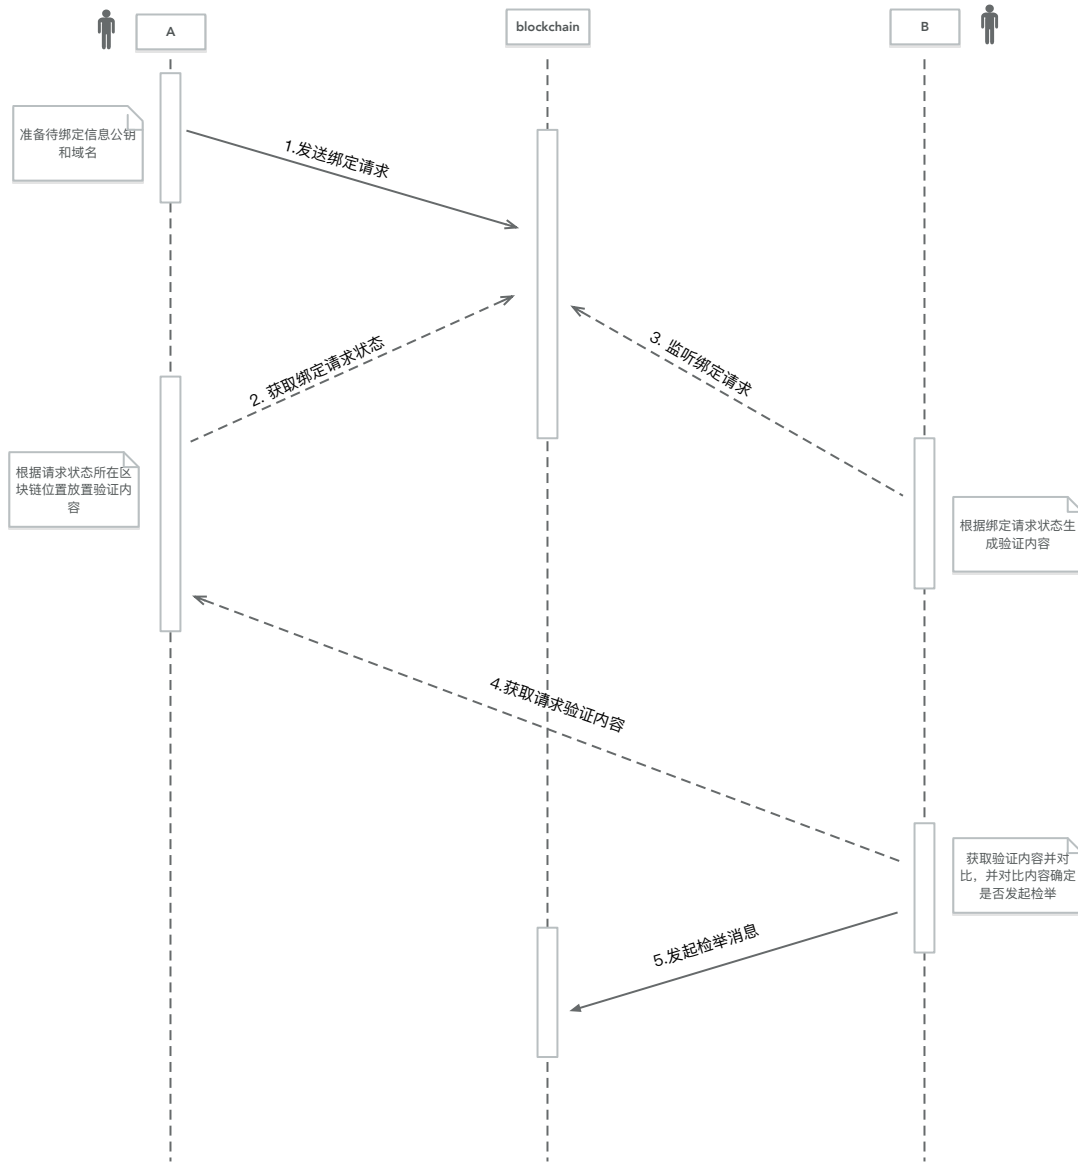 A
blockchain
B
准备待绑定信息公钥
和域名
1.发送绑定请求
2. 获取绑定请求状态
3. 监听绑定请求
根据请求状态所在区
块链位置放置验证内
容
根据绑定请求状态生
成验证内容
4.获取请求验证内容
获取验证内容并对
比，并对比内容确定
是否发起检举
5.发起检举消息